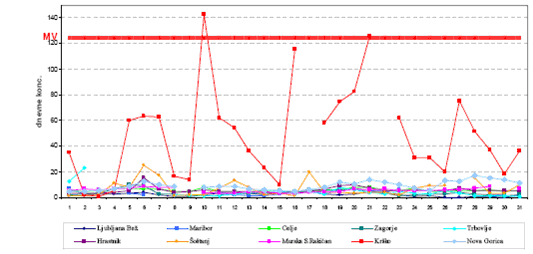 140
MV
120
100
80
60
40
20
0
dnevne konc.
1 2 3 4 5 6 7 8 9 10 11 12 13 14 15 16 17 18 19 20 21 22 23 24 25 26 27 28 29 30 31
Ljubljana Bež. Maribor Celje Zagorje Trbovlje
Hrastnik Šoštanj Murska S.Rakičan Krško Nova Gorica